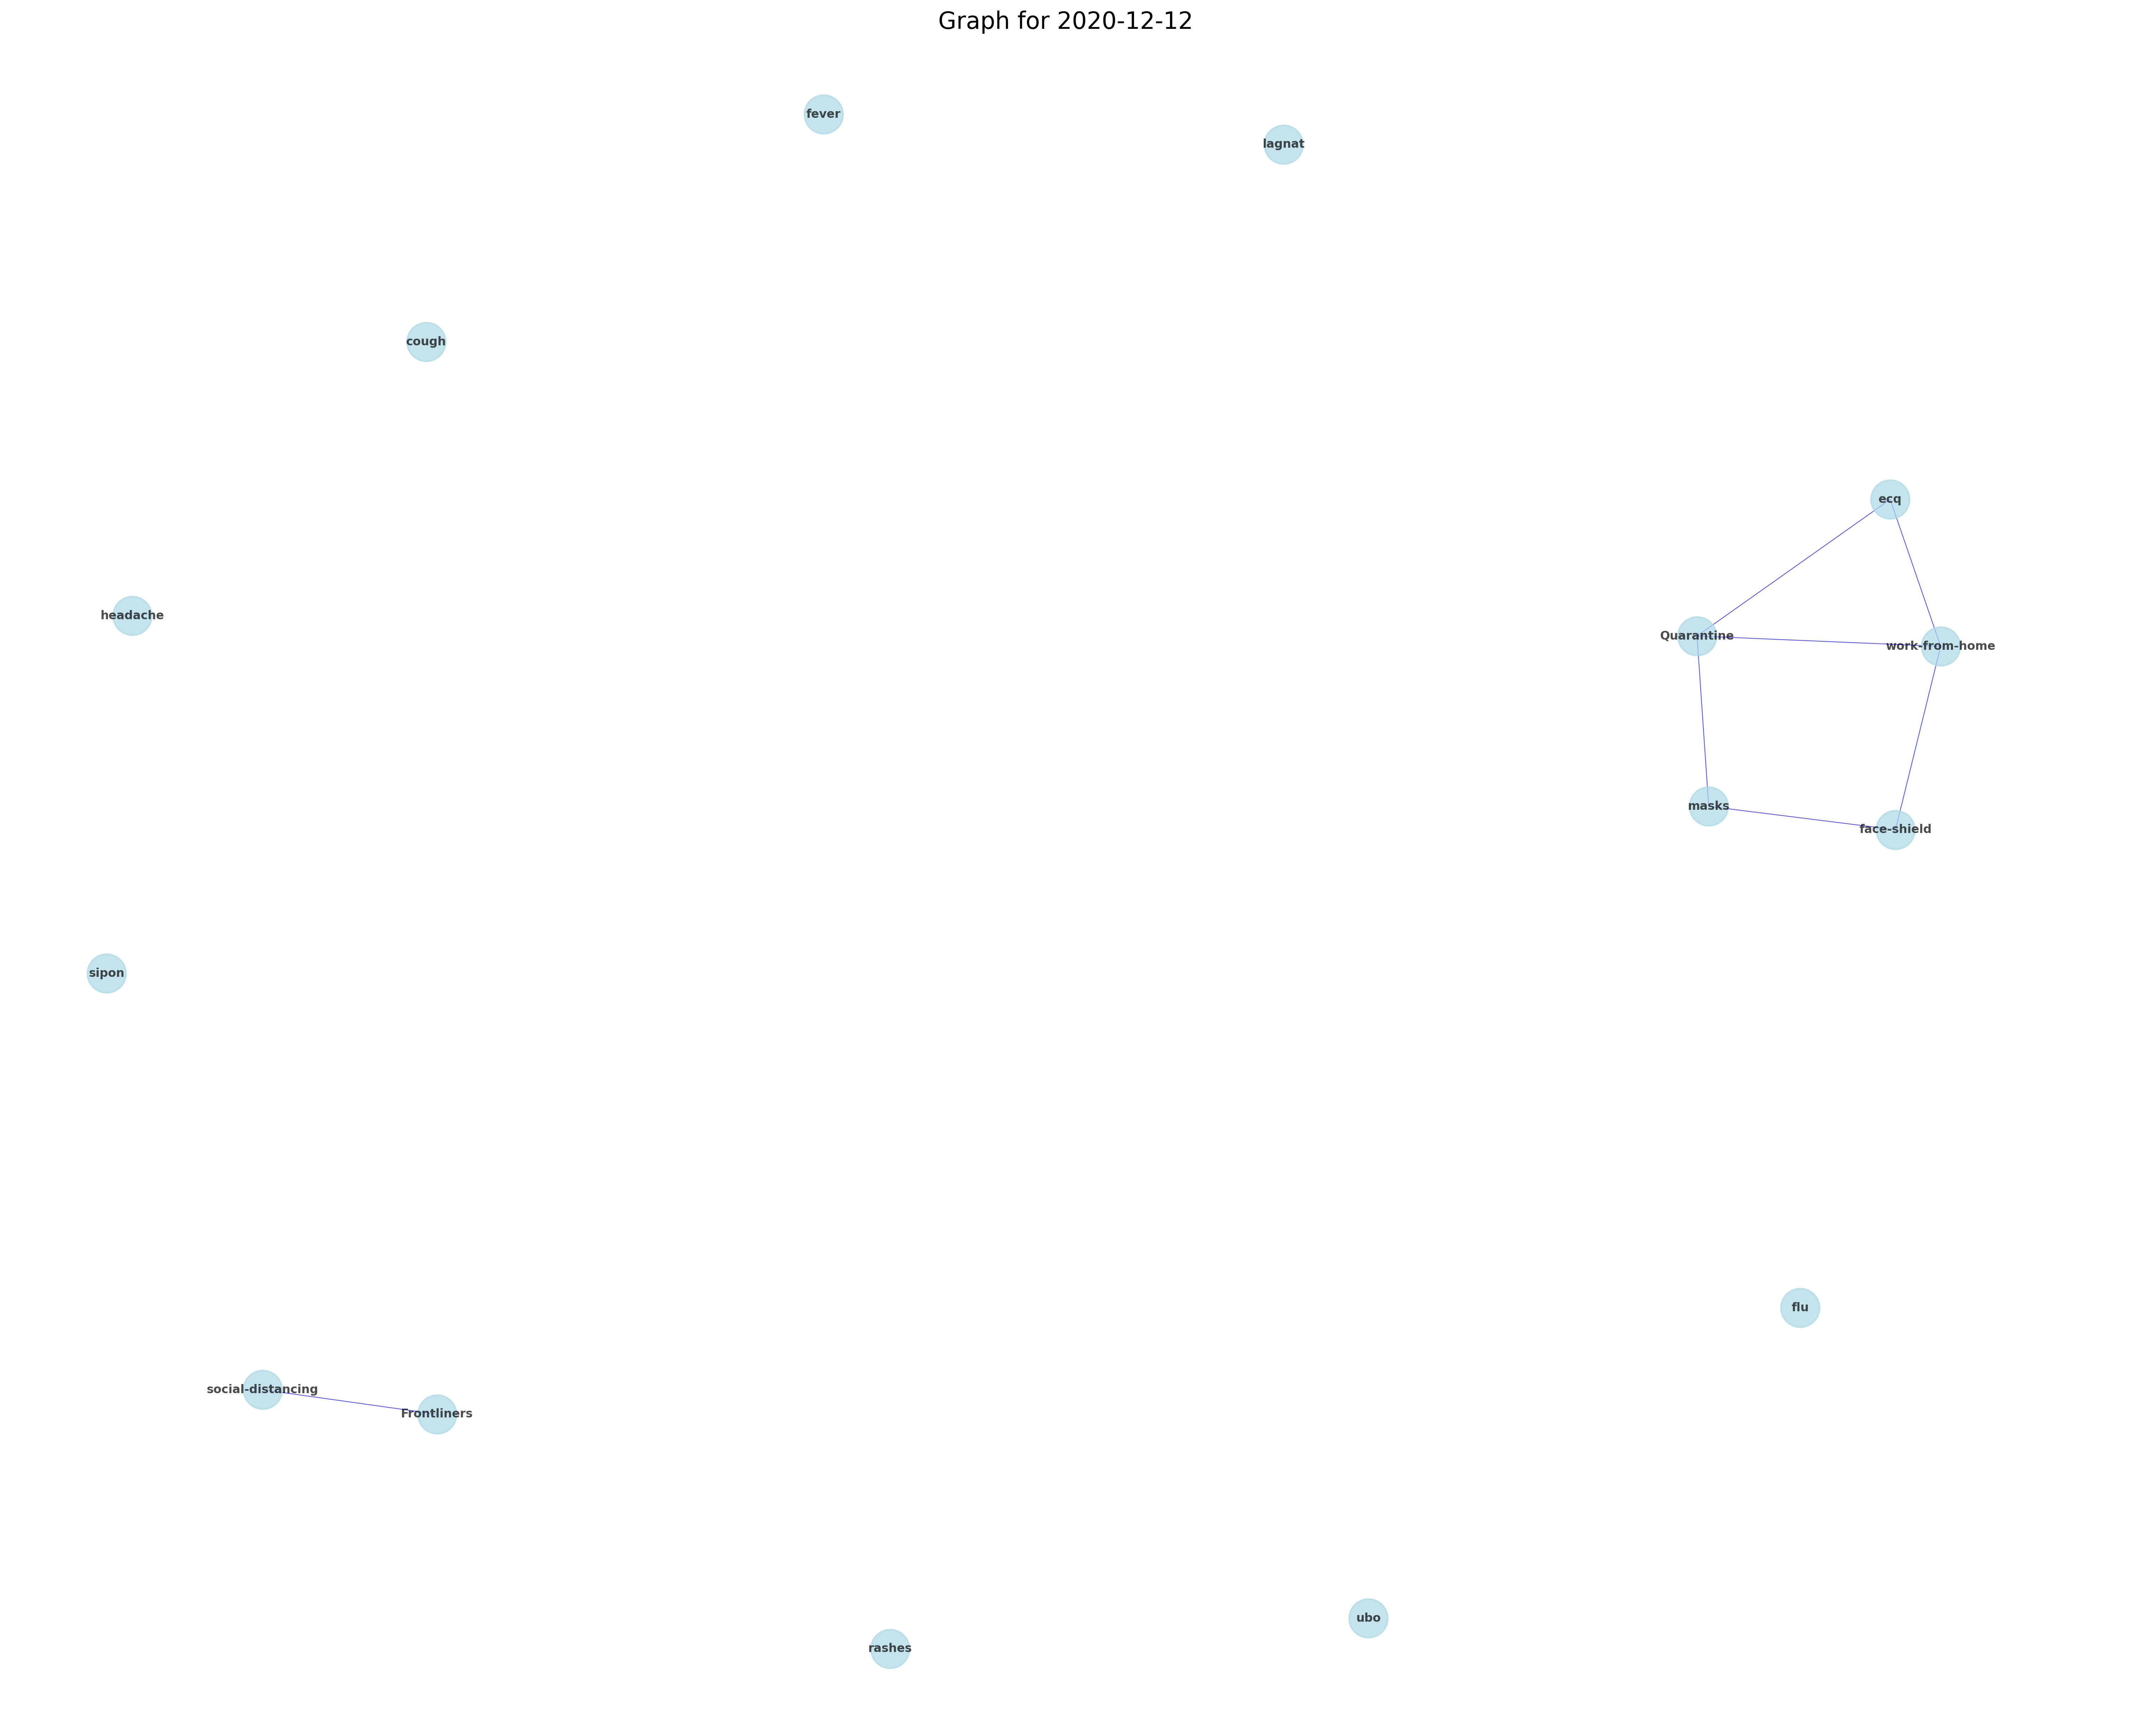 Graph for 2020-12-12
fever
lagnat
cough
ecq
headache
Quarantine
work-from-home
masks
face-shield
sipon
flu
social-distancing
Frontliners
ubo
rashes